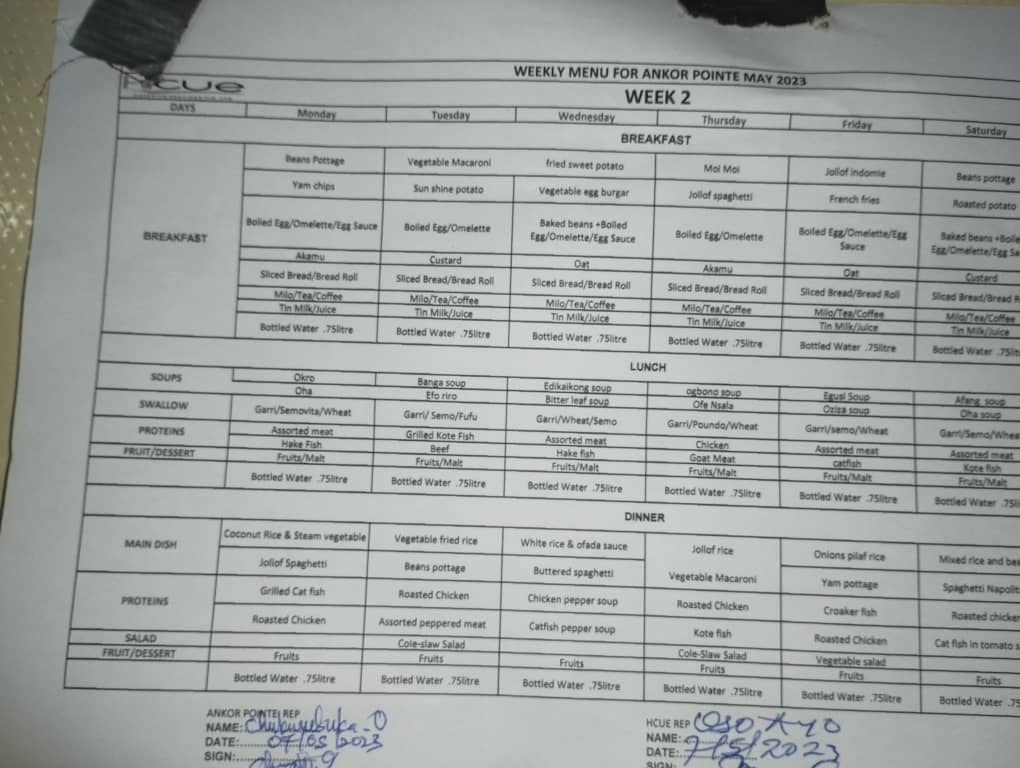 HCUE
WEEKLY MENU FOR ANKOR POINTE MAY 2023
WEEK 2
DAYS Monday Tuesday Wednesday Thursday Friday Saturday
BREAKFAST
BREAKFAST
Beans Pottage Vegetable Macaroni fried sweet potato Moi Moi Jollof indomie Beans pottage
Yam chips Sun shine potato Vegetable egg burgar Jollof spaghetti French fries Roasted potato
Boiled Egg/Omelette/Egg Sauce Boiled Egg/Omelette Baked beans +Boiled Egg/Omelette/Egg Sauce Boiled Egg/Omelette Boiled Egg/Omelette/Egg Sauce Baked beans +Boile Egg/Omelette/Egg Sa
Akamu Custard Oat Akamu Oat Custard
Sliced Bread/Bread Roll Sliced Bread/Bread Roll Sliced Bread/Bread Roll Sliced Bread/Bread Roll Sliced Bread/Bread Roll Sliced Bread/Bread R
Milo/Tea/Coffee Milo/Tea/Coffee Milo/Tea/Coffee Milo/Tea/Coffee Milo/Tea/Coffee Milo/Tea/Coffee
Tin Milk/Juice Tin Milk/Juice Tin Milk/Juice Tin Milk/Juice Tin Milk/Juice Tin Milk/Juice
Bottled Water .75litre Bottled Water .75litre Bottled Water .75litre Bottled Water .75litre Bottled Water .75litre Bottled Water .75lit
LUNCH
SOUPS Okro Banga soup Edikaikong soup ogbono soup Egusi Soup Afang soup
Oha Efo riro Bitter leaf soup Ofe Nsala Oziza soup Oha soup
SWALLOW Garri/Semovita/Wheat Garri/ Semo/Fufu Garri/Wheat/Semo Garri/Poundo/Wheat Garri/semo/Wheat Garri/Semo/Whea
PROTEINS Assorted meat Grilled Kote Fish Assorted meat Chicken Assorted meat Assorted meat
Hake Fish Beef Hake fish Goat Meat catfish Kote fish
FRUIT/DESSERT Fruits/Malt Fruits/Malt Fruits/Malt Fruits/Malt Fruits/Malt Fruits/Malt
Bottled Water .75litre Bottled Water .75litre Bottled Water .75litre Bottled Water .75litre Bottled Water .75litre Bottled Water .75li
DINNER
MAIN DISH Coconut Rice & Steam vegetable Vegetable fried rice White rice & ofada sauce Jollof rice Onions pilaf rice Mixed rice and bea
Jollof Spaghetti Beans pottage Buttered spaghetti Vegetable Macaroni Yam pottage Spaghetti Napolit
PROTEINS Grilled Cat fish Roasted Chicken Chicken pepper soup Roasted Chicken Croaker fish Roasted chicken
Roasted Chicken Assorted peppered meat Catfish pepper soup Kote fish Roasted Chicken Cat fish in tomato s
SALAD Cole-slaw Salad Cole-Slaw Salad Vegetable salad
FRUIT/DESSERT Fruits Fruits Fruits Fruits Fruits Fruits
Bottled Water .75litre Bottled Water .75litre Bottled Water .75litre Bottled Water .75litre Bottled Water .75litre Bottled Water .75
ANKOR POINTE REP HCUE REP
NAME: Chukwuebuka O NAME: Oso Ayo
DATE: 07/05/2023 DATE: 7/5/2023
SIGN: SIGN: